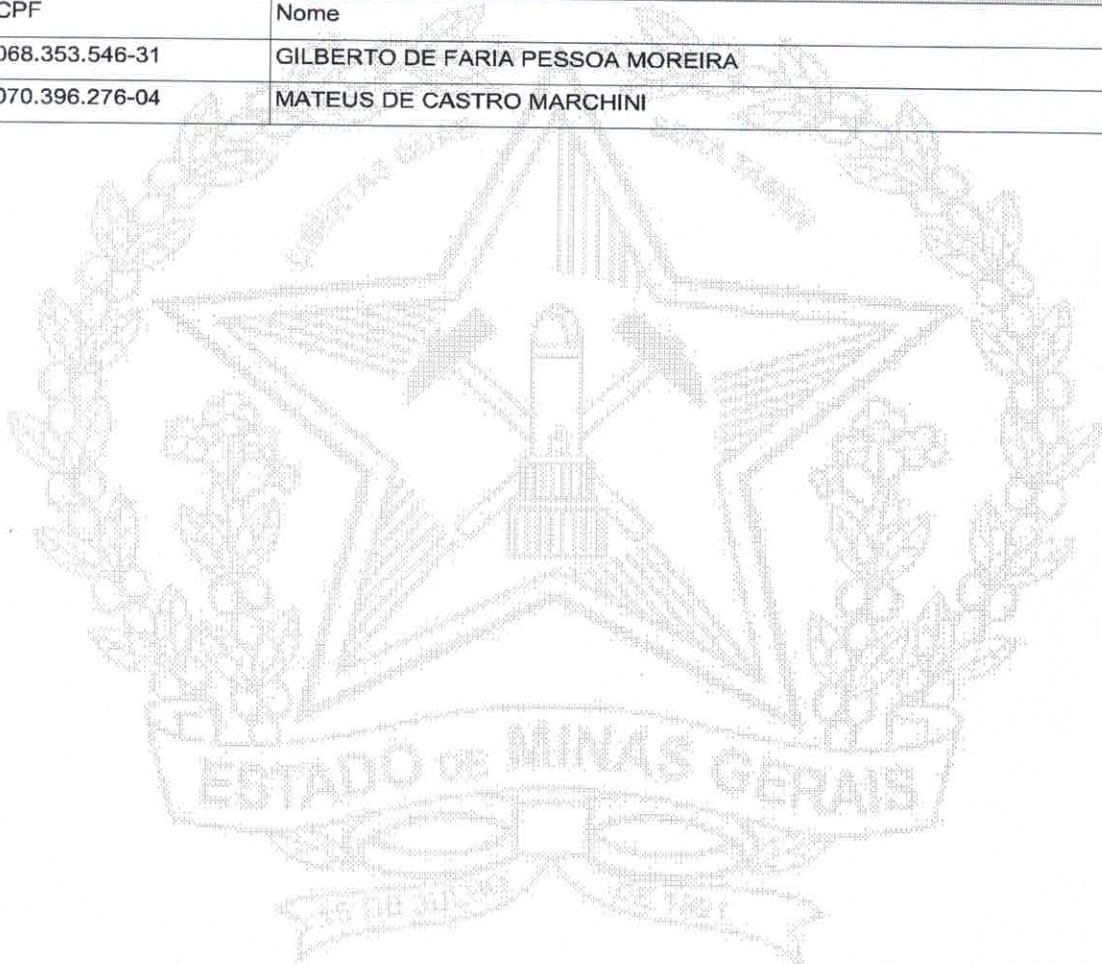 CPF Nome
068.353.546-31 GILBERTO DE FARIA PESSOA MOREIRA
070.396.276-04 MATEUS DE CASTRO MARCHINI
ESTADO DE MINAS GERAIS